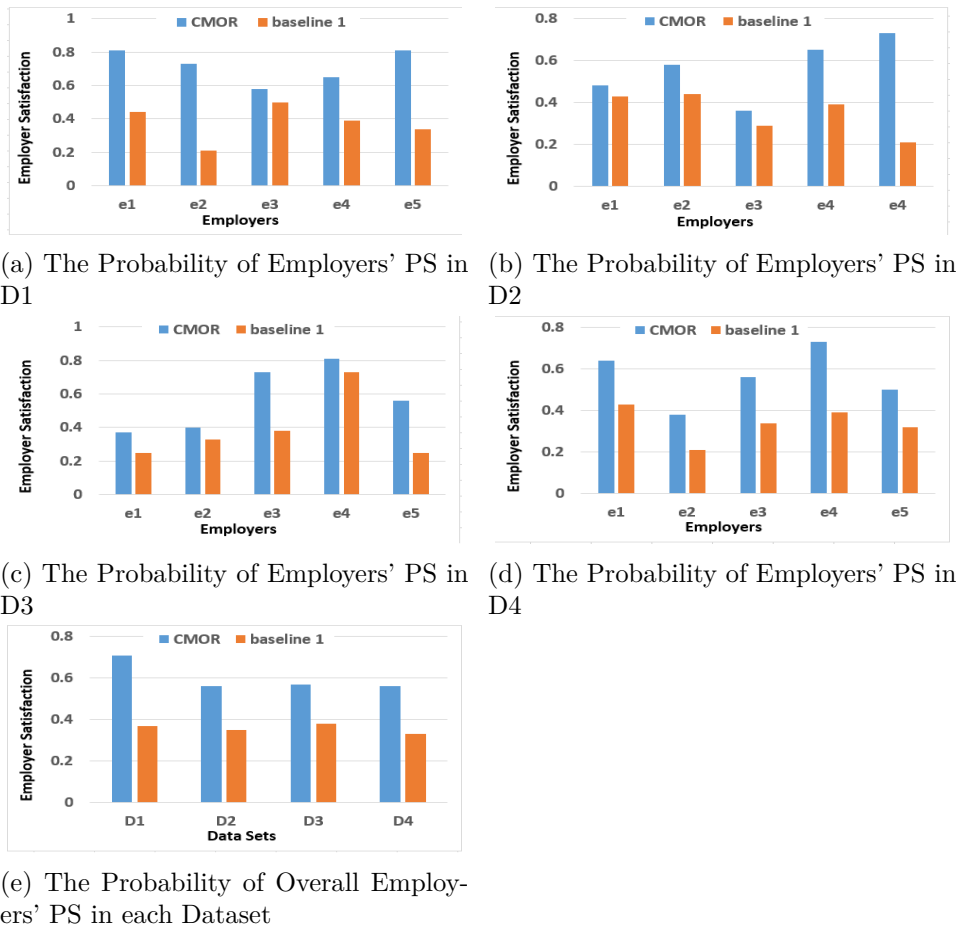 1
CMOR baseline 1
0.8
0.6
0.4
0.2
0
Employer Satisfaction
e1 e2 e3 e4 e5
Employers
(a) The Probability of Employers' PS in
D1
0.8
CMOR baseline 1
0.6
0.4
0.2
0
Employer Satisfaction
e1 e2 e3 e4 e4
Employers
(b) The Probability of Employers' PS in
D2
1
CMOR baseline 1
0.8
0.6
0.4
0.2
0
Employer Satisfaction
e1 e2 e3 e4 e5
Employers
(c) The Probability of Employers' PS in
D3
0.8
CMOR baseline 1
0.6
0.4
0.2
0
Employer Satisfaction
e1 e2 e3 e4 e5
Employers
(d) The Probability of Employers' PS in
D4
0.8
CMOR baseline 1
0.6
0.4
0.2
0
Employer Satisfaction
D1 D2 D3 D4
Data Sets
(e) The Probability of Overall Employ-
ers' PS in each Dataset